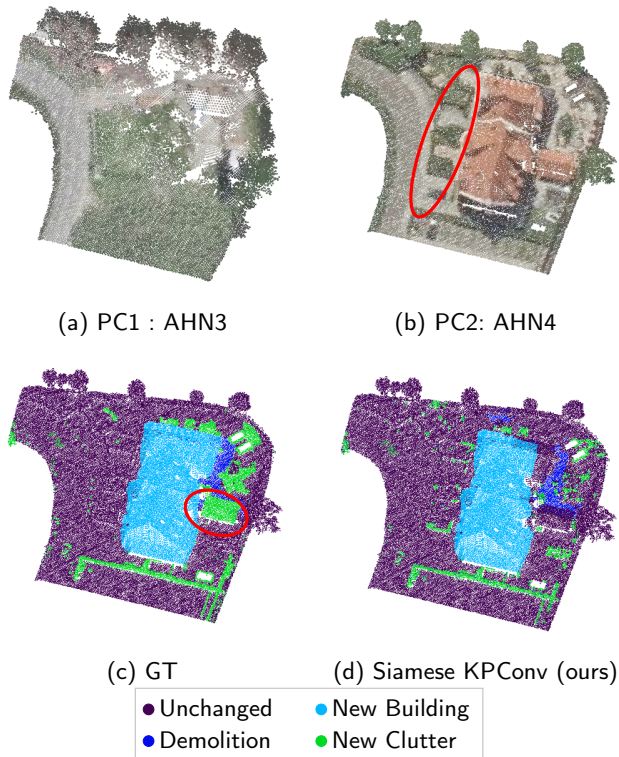 (a) PC1 : AHN3
(b) PC2: AHN4
(c) GT
(d) Siamese KPConv (ours)
Unchanged
New Building
Demolition
New Clutter